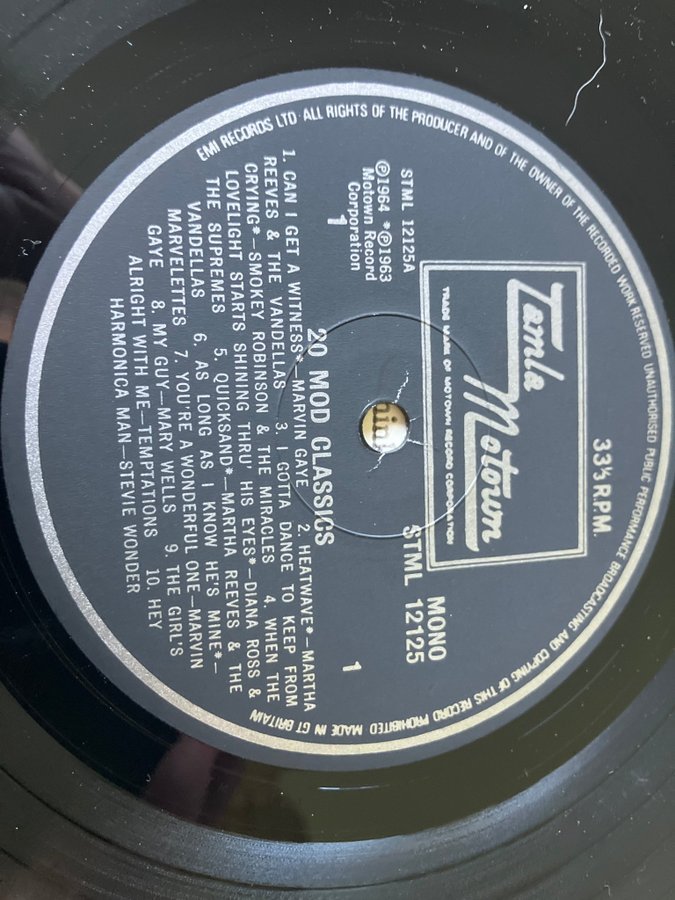 EMI RECORDS LTD · ALL RIGHTS OF THE PRODUCER AND OF THE OWNER OF THE RECORDED WORK RESERVED UNAUTHORISED PUBLIC PERFORMANCE BROADCASTING AND COPYING OF THIS RECORD PROHIBITED MADE IN GT BRITAIN
33⅓ R.P.M.
Tamla
Motown
TRADE MARK OF MOTOWN RECORD CORPORATION
STML 12125A
℗1964 *℗1963
Motown Record
Corporation
1
MONO
STML 12125
1
20 MOD CLASSICS
1. CAN I GET A WITNESS*—MARVIN GAYE 2. HEATWAVE*—MARTHA
REEVES & THE VANDELLAS 3. I GOTTA DANCE TO KEEP FROM
CRYING*—SMOKEY ROBINSON & THE MIRACLES 4. WHEN THE
LOVELIGHT STARTS SHINING THRU' HIS EYES*—DIANA ROSS &
THE SUPREMES 5. QUICKSAND*—MARTHA REEVES & THE
VANDELLAS 6. AS LONG AS I KNOW HE'S MINE*—
MARVELETTES 7. YOU'RE A WONDERFUL ONE—MARVIN
GAYE 8. MY GUY—MARY WELLS 9. THE GIRL'S
ALRIGHT WITH ME—TEMPTATIONS 10. HEY
HARMONICA MAN—STEVIE WONDER